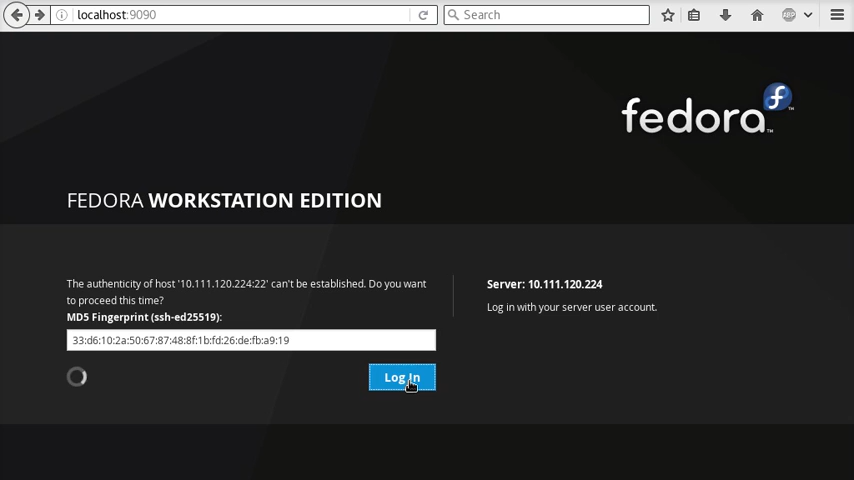 localhost:9090
Search
ABP
fedora™
FEDORA WORKSTATION EDITION
The authenticity of host '10.111.120.224:22' can't be established. Do you want
to proceed this time?
MD5 Fingerprint (ssh-ed25519):
33:d6:10:2a:50:67:87:48:8f:1b:fd:26:de:fb:a9:19
Log In
Server: 10.111.120.224
Log in with your server user account.